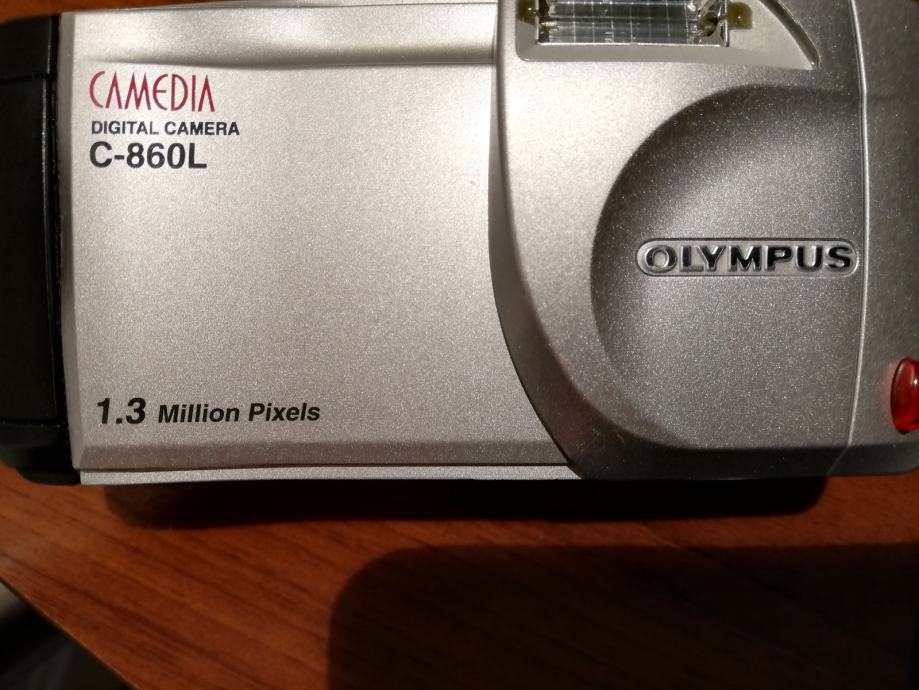 CAMEDIA
DIGITAL CAMERA
C-860L
OLYMPUS
1.3 Million Pixels